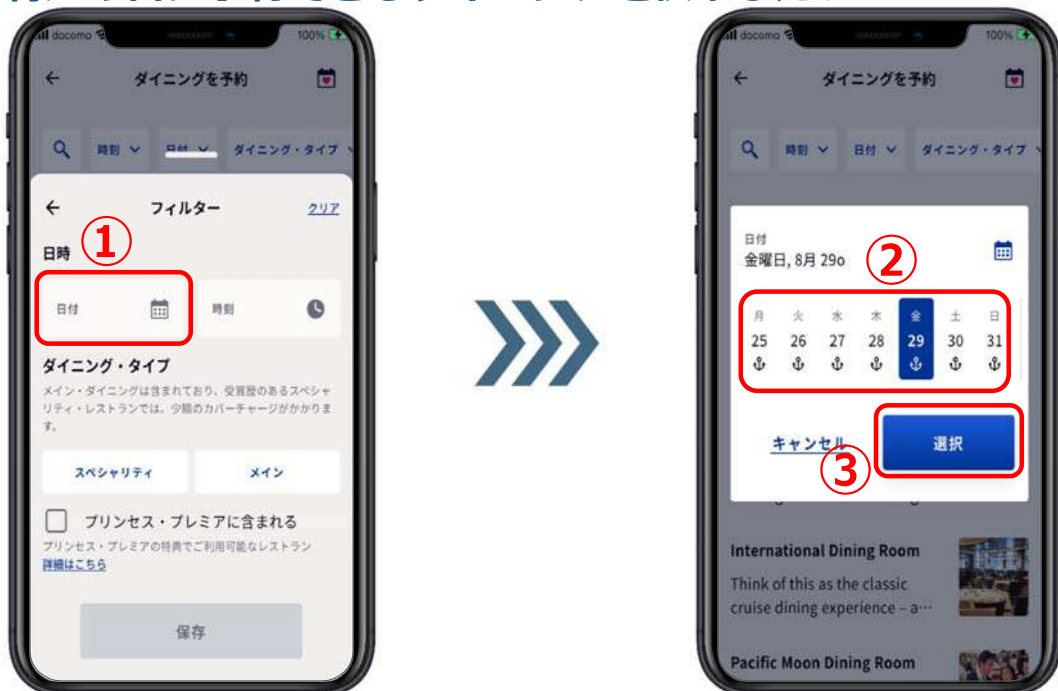 docomo 100%
← ダイニングを予約
時刻 日付 ダイニング・タイプ
← フィルター クリア
日時 ①
日付 時刻
ダイニング・タイプ
メイン・ダイニングは含まれており、受賞歴のあるスペシャ
リティ・レストランでは、少額のカバーチャージがかかりま
す。
スペシャリティ メイン
プリンセス・プレミアに含まれる
プリンセス・プレミアの特典でご利用可能なレストラン
詳細はこちら
保存
docomo 100%
← ダイニングを予約
時刻 日付 ダイニング・タイプ
日付
金曜日, 8月 29o ②
月 火 水 木 金 土 日
25 26 27 28 29 30 31
キャンセル 選択
③
International Dining Room
Think of this as the classic
cruise dining experience – a…
Pacific Moon Dining Room